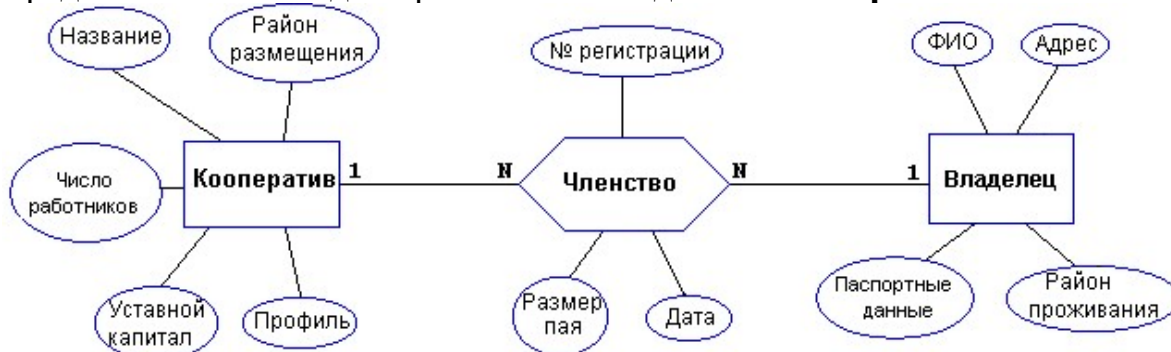 Название
Район
размещения
№ регистрации
ФИО
Адрес
Число
работников
Кооператив
1
N
Членство
N
1
Владелец
Уставной
капитал
Профиль
Размер
пая
Дата
Паспортные
данные
Район
проживания